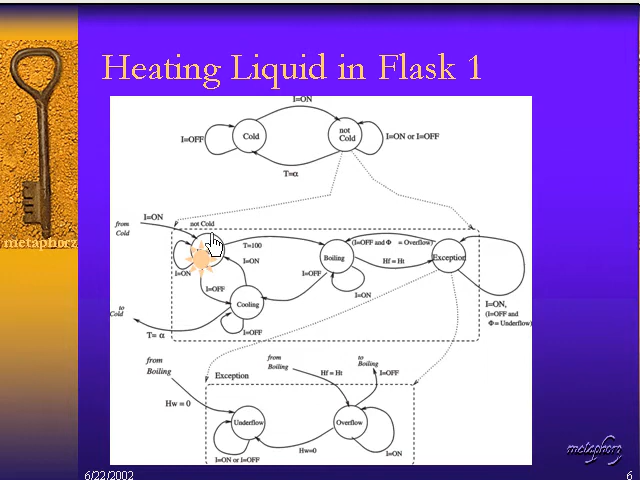 Heating Liquid in Flask 1
I=ON
I=OFF
Cold
not
Cold
I=ON or I=OFF
T=α
I=ON
from
Cold
not Cold
T=100
I=ON
I=ON
I=OFF
Boiling
I=OFF
I=ON
(I=OFF and Φ = Overflow)
Hf = Ht
Exception
Cooling
I=OFF
to
Cold
T= α
I=ON,
(I=OFF and
Φ = Underflow)
from
Boiling
Exception
from
Boiling
Hf = Ht
to
Boiling
I=OFF
Hw = 0
Underflow
Overflow
I=ON or I=OFF
Hw=0
I=ON
metaphorz
metaphorz
6/22/2002
6